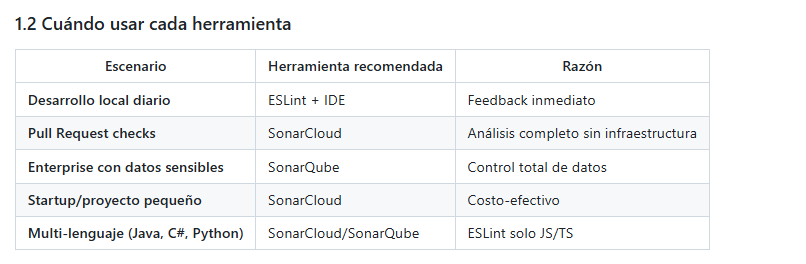 1.2 Cuándo usar cada herramienta
Escenario Herramienta recomendada Razón
Desarrollo local diario ESLint + IDE Feedback inmediato
Pull Request checks SonarCloud Análisis completo sin infraestructura
Enterprise con datos sensibles SonarQube Control total de datos
Startup/proyecto pequeño SonarCloud Costo-efectivo
Multi-lenguaje (Java, C#, Python) SonarCloud/SonarQube ESLint solo JS/TS